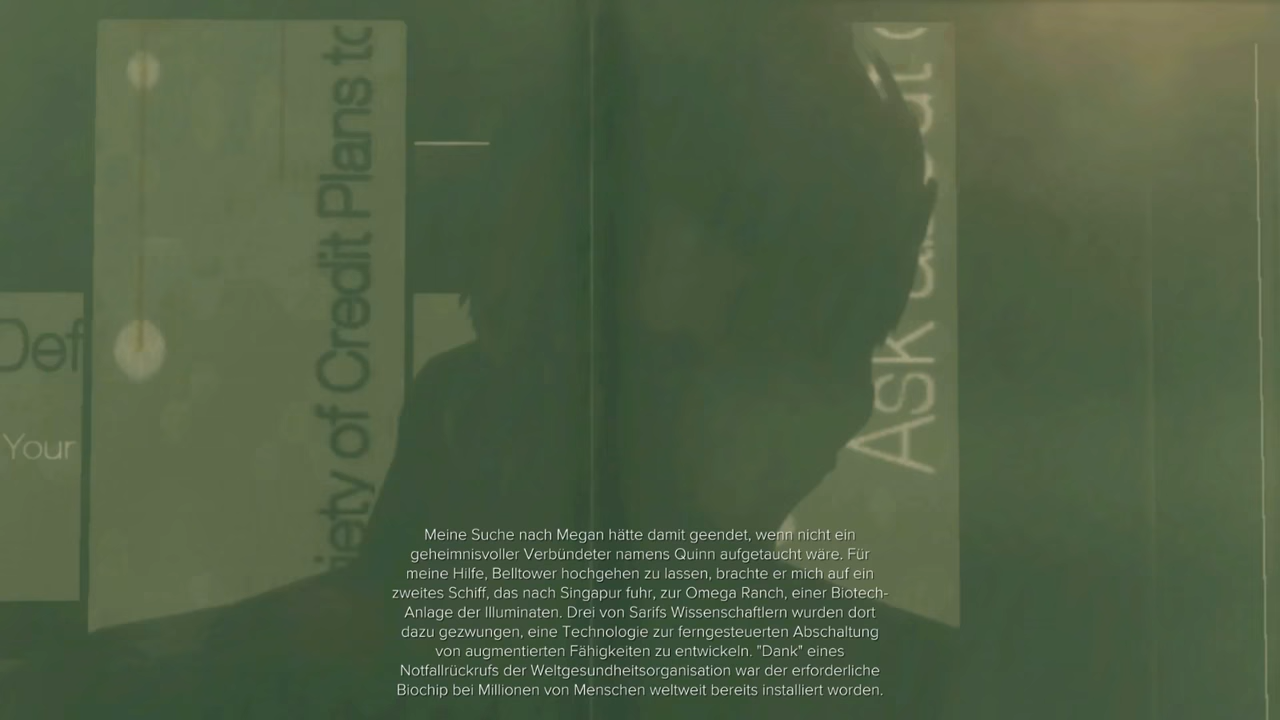 Def
Your
iety of Credit Plans to
Ask
Meine Suche nach Megan hätte damit geendet, wenn nicht ein
geheimnisvoller Verbündeter namens Quinn aufgetaucht wäre. Für
meine Hilfe, Belltower hochgehen zu lassen, brachte er mich auf ein
zweites Schiff, das nach Singapur fuhr, zur Omega Ranch, einer Biotech-
Anlage der Illuminaten. Drei von Sarifs Wissenschaftlern wurden dort
dazu gezwungen, eine Technologie zur ferngesteuerten Abschaltung
von augmentierten Fähigkeiten zu entwickeln. "Dank" eines
Notfallrückrufs der Weltgesundheitsorganisation war der erforderliche
Biochip bei Millionen von Menschen weltweit bereits installiert worden.